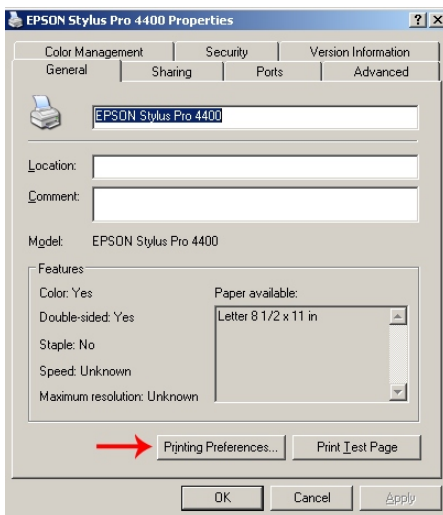 EPSON Stylus Pro 4400 Properties
Color Management Security Version Information
General Sharing Ports Advanced
EPSON Stylus Pro 4400
Location:
Comment:
Model: EPSON Stylus Pro 4400
Features
Color: Yes Paper available:
Double-sided: Yes Letter 8 1/2 x 11 in
Staple: No
Speed: Unknown
Maximum resolution: Unknown
Printing Preferences... Print Test Page
OK Cancel Apply